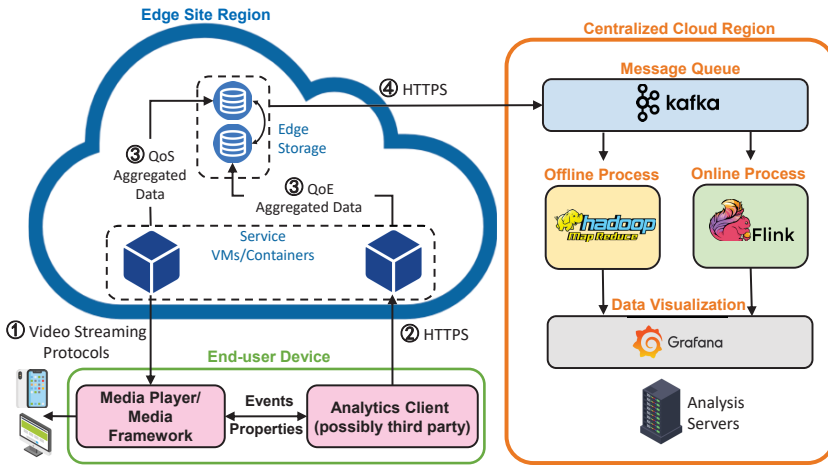 Edge Site Region
Centralized Cloud Region
④ HTTPS
Message Queue
kafka
Edge
Storage
③ QoS
Aggregated
Data
③ QoE
Aggregated Data
Offline Process
Online Process
hadoop
Map Reduce
Flink
Service
VMs/Containers
Data Visualization
Grafana
① Video Streaming
Protocols
② HTTPS
End-user Device
Media Player/
Media
Framework
Events
Properties
Analytics Client
(possibly third party)
Analysis
Servers